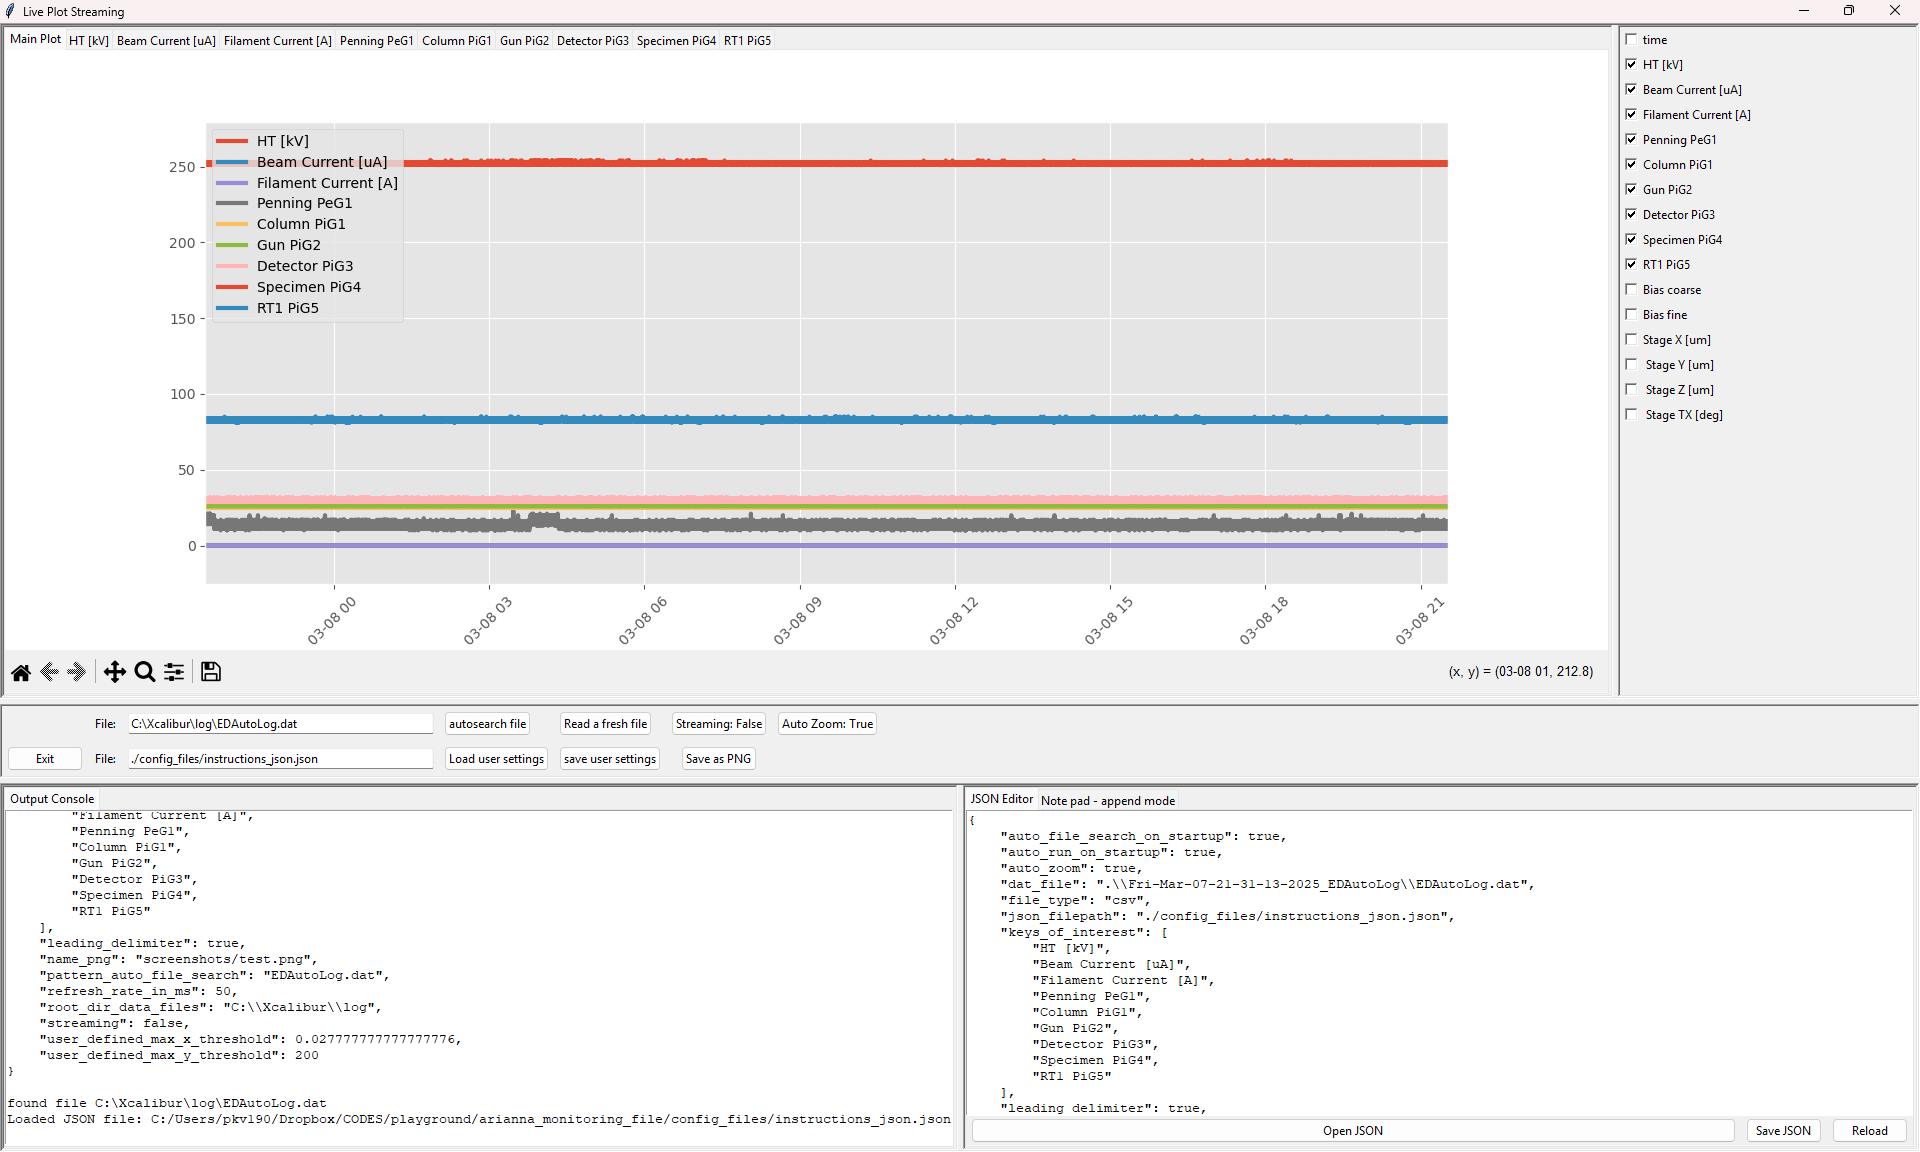 Live Plot Streaming
Main Plot HT [kV] Beam Current [uA] Filament Current [A] Penning PeG1 Column PiG1 Gun PiG2 Detector PiG3 Specimen PiG4 RT1 PiG5
HT [kV]
Beam Current [uA]
Filament Current [A]
Penning PeG1
Column PiG1
Gun PiG2
Detector PiG3
Specimen PiG4
RT1 PiG5
250
200
150
100
50
0
03-08 00
03-08 03
03-08 06
03-08 09
03-08 12
03-08 15
03-08 18
03-08 21
(x, y) = (03-08 01, 212.8)
time
HT [kV]
Beam Current [uA]
Filament Current [A]
Penning PeG1
Column PiG1
Gun PiG2
Detector PiG3
Specimen PiG4
RT1 PiG5
Bias coarse
Bias fine
Stage X [um]
Stage Y [um]
Stage Z [um]
Stage TX [deg]
File: C:\Xcalibur\log\EDAutoLog.dat autosearch file Read a fresh file Streaming: False Auto Zoom: True
Exit File: ./config_files/instructions_json.json Load user settings save user settings Save as PNG
Output Console
"Filament Current [A]",
"Penning PeG1",
"Column PiG1",
"Gun PiG2",
"Detector PiG3",
"Specimen PiG4",
"RT1 PiG5"
],
"leading_delimiter": true,
"name_png": "screenshots/test.png",
"pattern_auto_file_search": "EDAutoLog.dat",
"refresh_rate_in_ms": 50,
"root_dir_data_files": "C:\\Xcalibur\\log",
"streaming": false,
"user_defined_max_x_threshold": 0.027777777777777776,
"user_defined_max_y_threshold": 200
}
found file C:\Xcalibur\log\EDAutoLog.dat
Loaded JSON file: C:/Users/pkv190/Dropbox/CODES/playground/arianna_monitoring_file/config_files/instructions_json.json
JSON Editor Note pad - append mode
{
"auto_file_search_on_startup": true,
"auto_run_on_startup": true,
"auto_zoom": true,
"dat_file": ".\\Fri-Mar-07-21-31-13-2025_EDAutoLog\\EDAutoLog.dat",
"file_type": "csv",
"json_filepath": "./config_files/instructions_json.json",
"keys_of_interest": [
"HT [kV]",
"Beam Current [uA]",
"Filament Current [A]",
"Penning PeG1",
"Column PiG1",
"Gun PiG2",
"Detector PiG3",
"Specimen PiG4",
"RT1 PiG5"
],
"leading_delimiter": true,
Open JSON Save JSON Reload